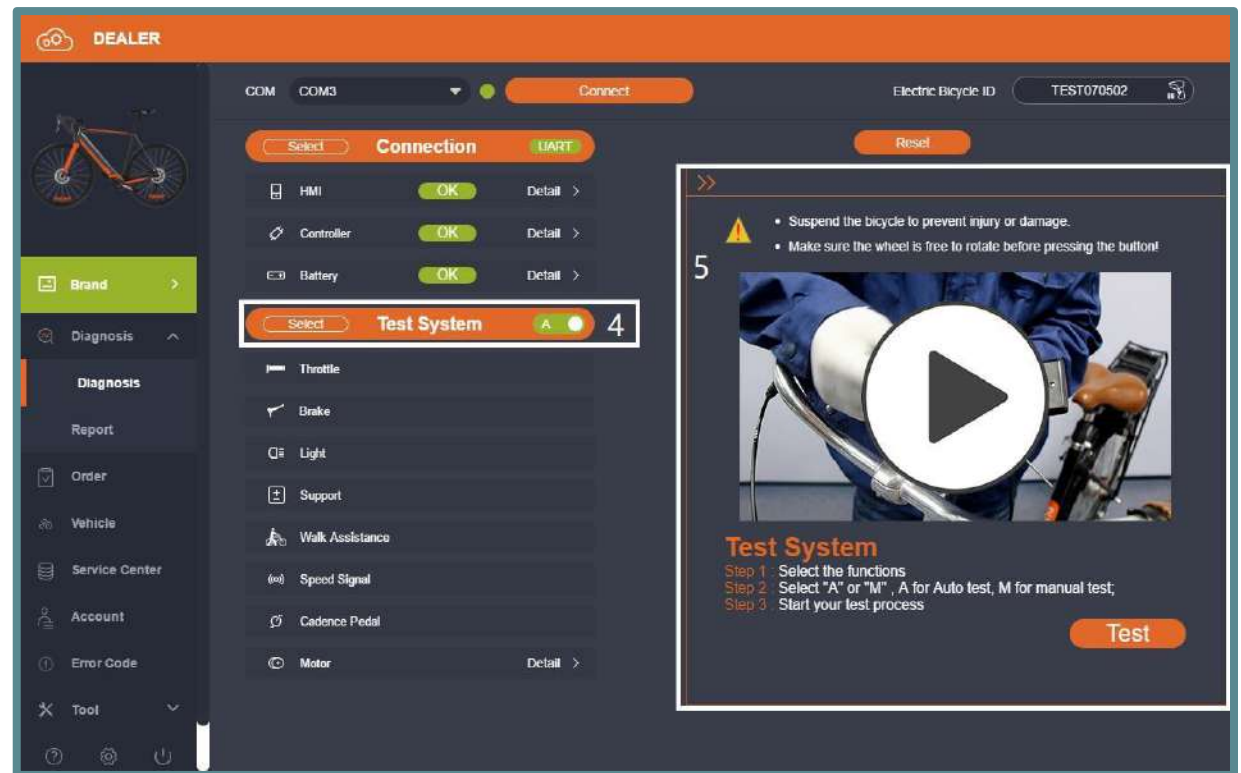 DEALER
COM COM3 Connect Electric Bicycle ID TEST070502
Select Connection UART Reset
HMI OK Detail >
Controller OK Detail >
Battery OK Detail >
Select Test System A 4
Throttle
Brake
Light
Support
Walk Assistance
Speed Signal
Cadence Pedal
Motor Detail >
Brand >
Diagnosis
Diagnosis
Report
Order
Vehicle
Service Center
Account
Error Code
Tool
>>
• Suspend the bicycle to prevent injury or damage.
• Make sure the wheel is free to rotate before pressing the button!
5
Test System
Step 1 : Select the functions
Step 2 : Select "A" or "M" , A for Auto test, M for manual test;
Step 3 : Start your test process
Test